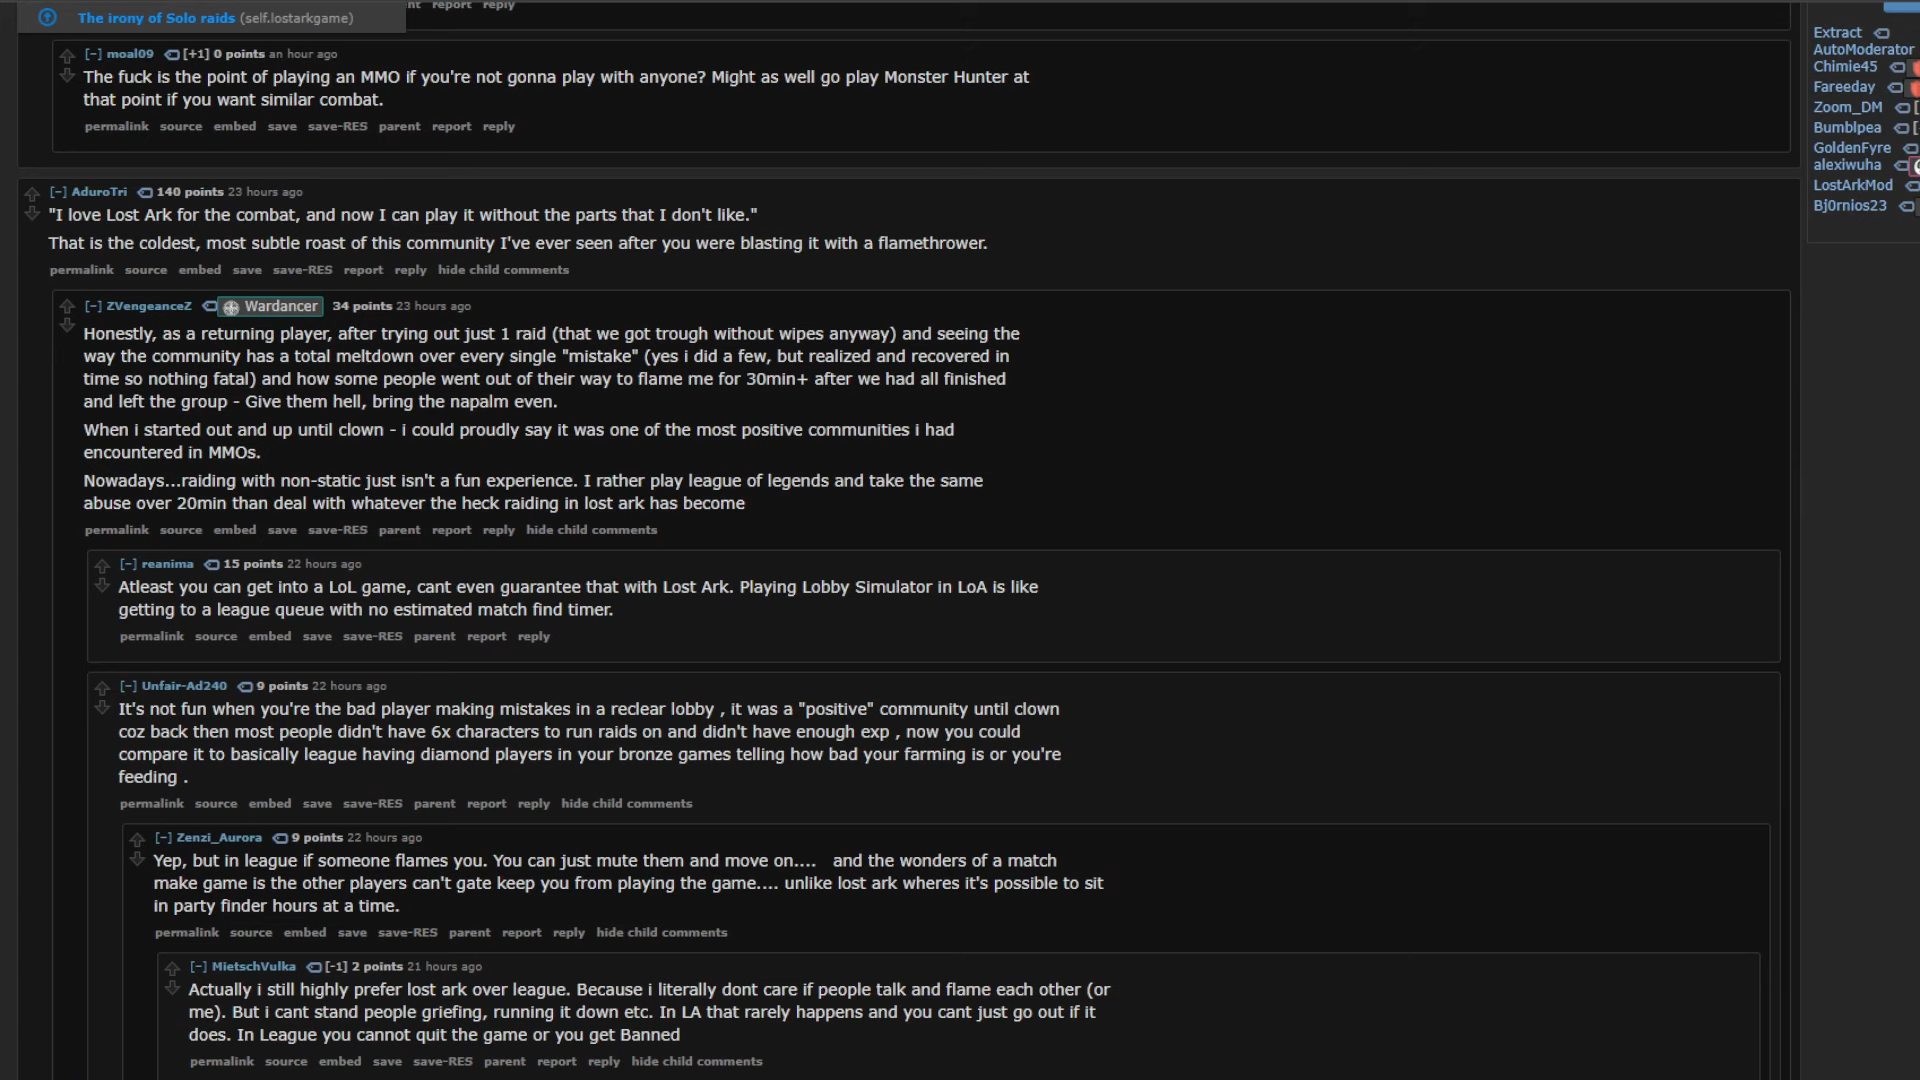 nt report reply
The irony of Solo raids (self.lostarkgame)
[-] moal09 [+1] 0 points an hour ago
The fuck is the point of playing an MMO if you're not gonna play with anyone? Might as well go play Monster Hunter at
that point if you want similar combat.
permalink source embed save save-RES parent report reply
[-] AduroTri 140 points 23 hours ago
"I love Lost Ark for the combat, and now I can play it without the parts that I don't like."
That is the coldest, most subtle roast of this community I've ever seen after you were blasting it with a flamethrower.
permalink source embed save save-RES report reply hide child comments
[-] ZVengeanceZ Wardancer 34 points 23 hours ago
Honestly, as a returning player, after trying out just 1 raid (that we got trough without wipes anyway) and seeing the
way the community has a total meltdown over every single "mistake" (yes i did a few, but realized and recovered in
time so nothing fatal) and how some people went out of their way to flame me for 30min+ after we had all finished
and left the group - Give them hell, bring the napalm even.
When i started out and up until clown - i could proudly say it was one of the most positive communities i had
encountered in MMOs.
Nowadays...raiding with non-static just isn't a fun experience. I rather play league of legends and take the same
abuse over 20min than deal with whatever the heck raiding in lost ark has become
permalink source embed save save-RES parent report reply hide child comments
[-] reanima 15 points 22 hours ago
Atleast you can get into a LoL game, cant even guarantee that with Lost Ark. Playing Lobby Simulator in LoA is like
getting to a league queue with no estimated match find timer.
permalink source embed save save-RES parent report reply
[-] Unfair-Ad240 9 points 22 hours ago
It's not fun when you're the bad player making mistakes in a reclear lobby , it was a "positive" community until clown
coz back then most people didn't have 6x characters to run raids on and didn't have enough exp , now you could
compare it to basically league having diamond players in your bronze games telling how bad your farming is or you're
feeding .
permalink source embed save save-RES parent report reply hide child comments
[-] Zenzi_Aurora 9 points 22 hours ago
Yep, but in league if someone flames you. You can just mute them and move on.... and the wonders of a match
make game is the other players can't gate keep you from playing the game.... unlike lost ark wheres it's possible to sit
in party finder hours at a time.
permalink source embed save save-RES parent report reply hide child comments
[-] MietschVulka [-1] 2 points 21 hours ago
Actually i still highly prefer lost ark over league. Because i literally dont care if people talk and flame each other (or
me). But i cant stand people griefing, running it down etc. In LA that rarely happens and you cant just go out if it
does. In League you cannot quit the game or you get Banned
permalink source embed save save-RES parent report reply hide child comments
Extract
AutoModerator
Chimie45
Fareeday
Zoom_DM [
Bumblpea [
GoldenFyre
alexiwuha
LostArkMod
Bj0rnios23